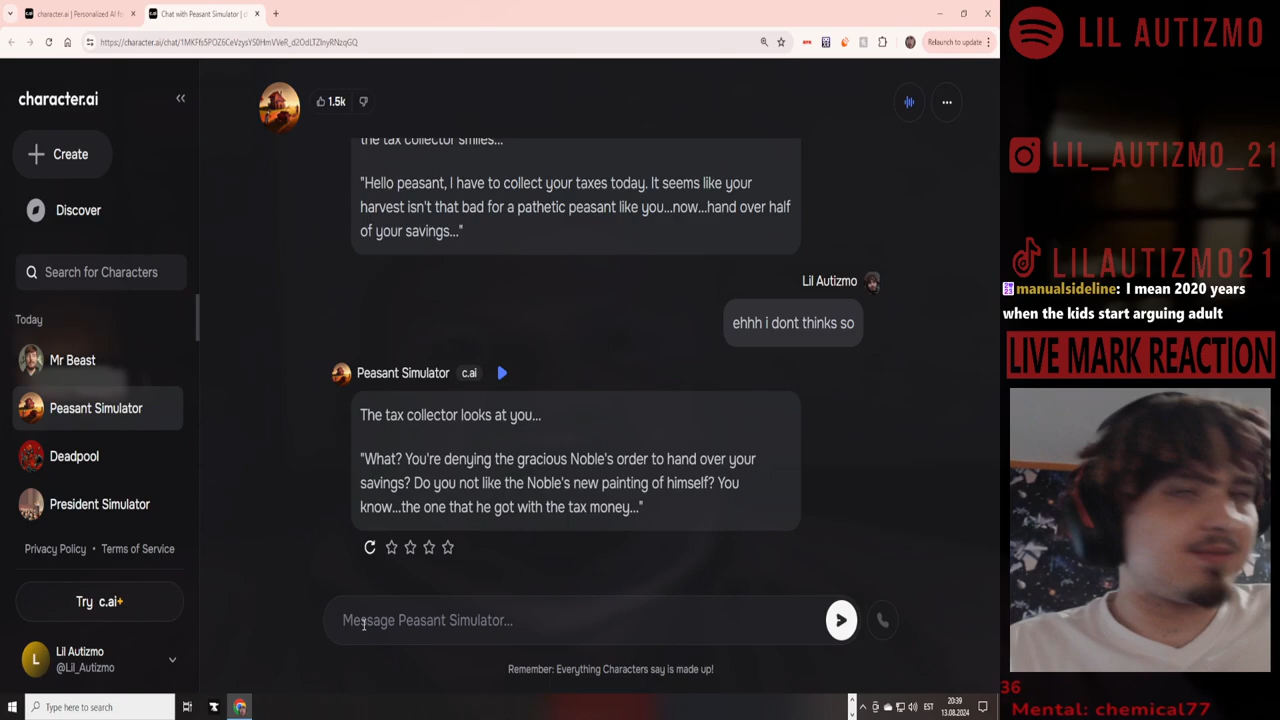 character.ai | Personalized AI f
Chat with Peasant Simulator | c
https://character.ai/chat/
Relaunch to update
character.ai
Create
Discover
Search for Characters
Today
Mr Beast
Peasant Simulator
Deadpool
President Simulator
Privacy Policy • Terms of Service
Try c.ai+
L
Lil Autizmo
@Lil_Autizmo
1.5k
the tax collector smiles...
"Hello peasant, I have to collect your taxes today. It seems like your
harvest isn't that bad for a pathetic peasant like you...now...hand over half
of your savings..."
Lil Autizmo
ehhh i dont thinks so
Peasant Simulator c.ai
The tax collector looks at you...
"What? You're denying the gracious Noble's order to hand over your
savings? Do you not like the Noble's new painting of himself? You
know...the one that he got with the tax money..."
Message Peasant Simulator...
Remember: Everything Characters say is made up!
Type here to search
EST
20:39
13.08.2024
LIL AUTIZMO
LIL_AUTIZMO_21
LILAUTIZMO21
manualsideline: I mean 2020 years
when the kids start arguing adult
LIVE MARK REACTION
36
Mental: chemical77